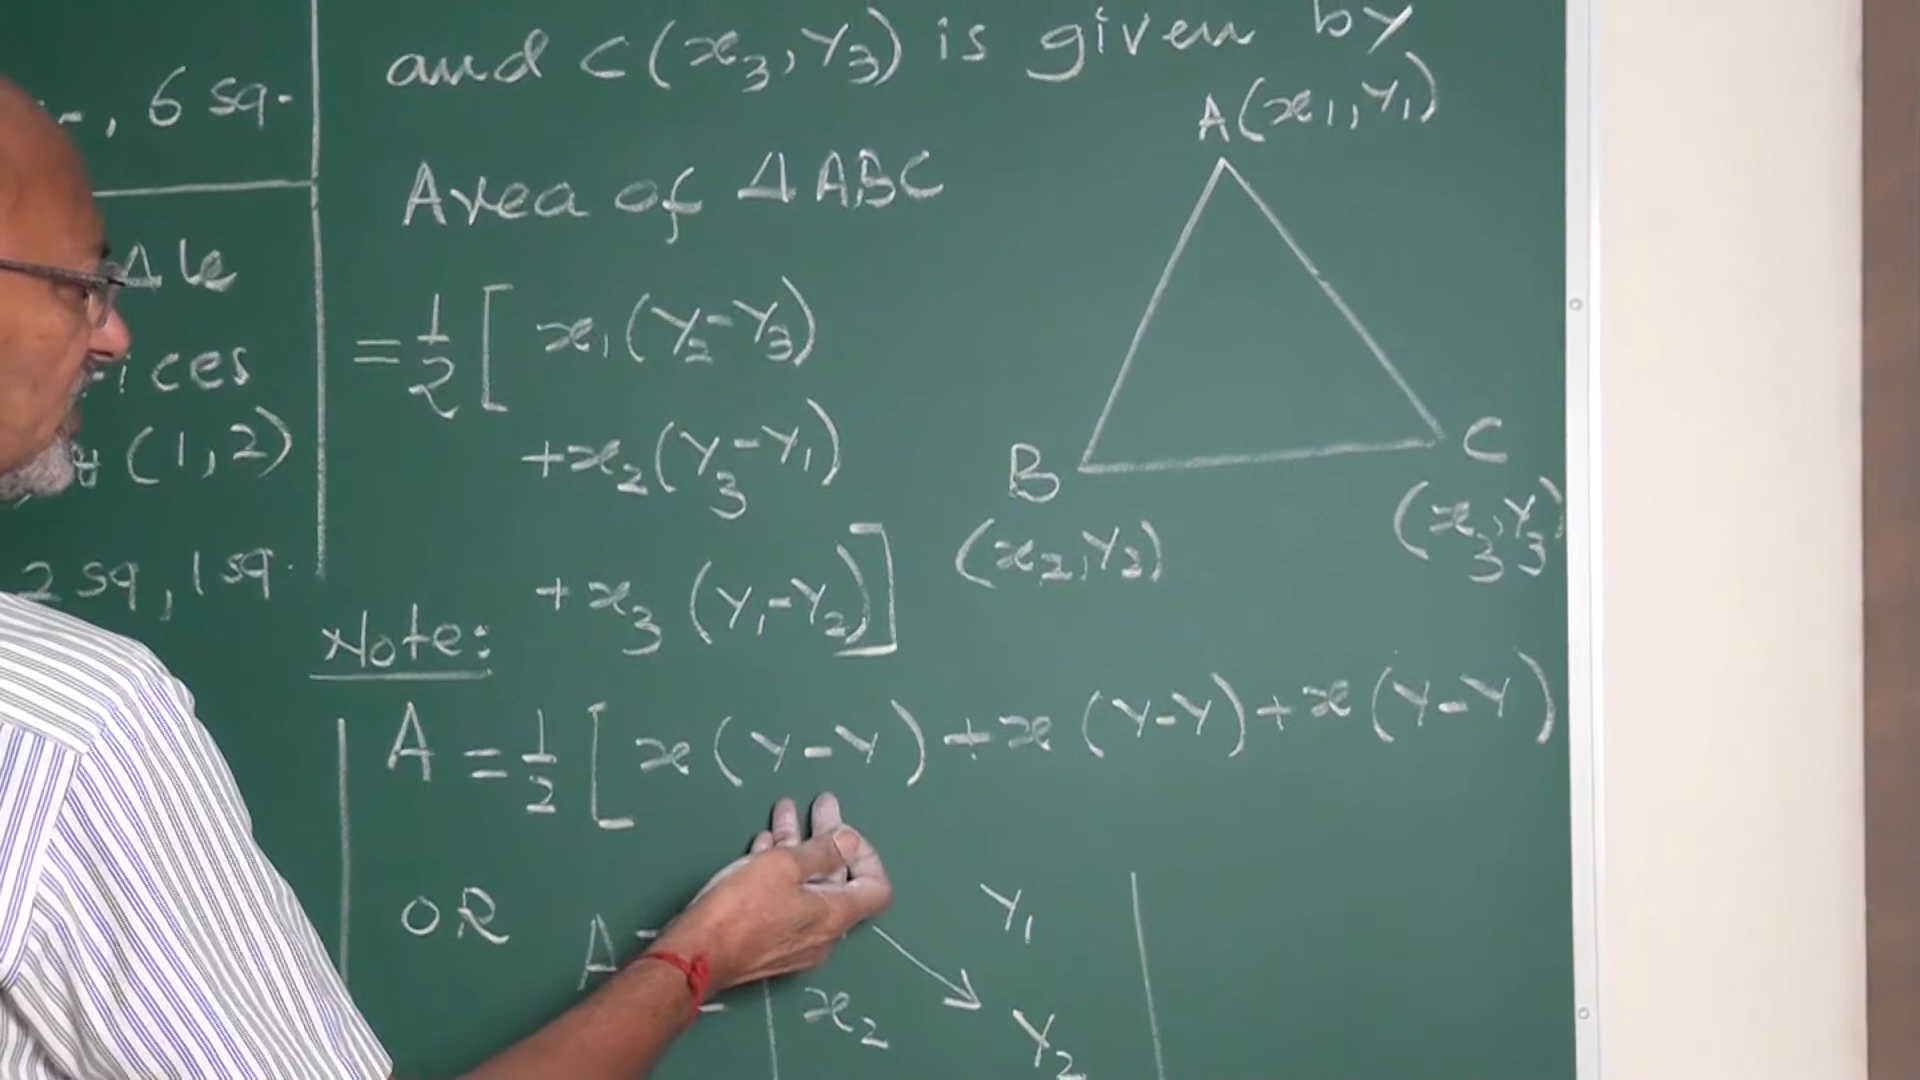 , 6 sq.
Δle
ices
(1,2)
2 sq, 1 sq.
and C(x₃, Y₃) is given by
A(x₁, Y₁)
Area of ΔABC
= 1/2 [ x₁(Y₂-Y₃)
+x₂(Y₃-Y₁)
+x₃(Y₁-Y₂)]
B
(x₂, Y₂)
C
(x₃, Y₃)
Note:
A = 1/2 [ x(Y-Y) + x(Y-Y) + x(Y-Y)
OR
A =
Y₁
x₂
Y₂